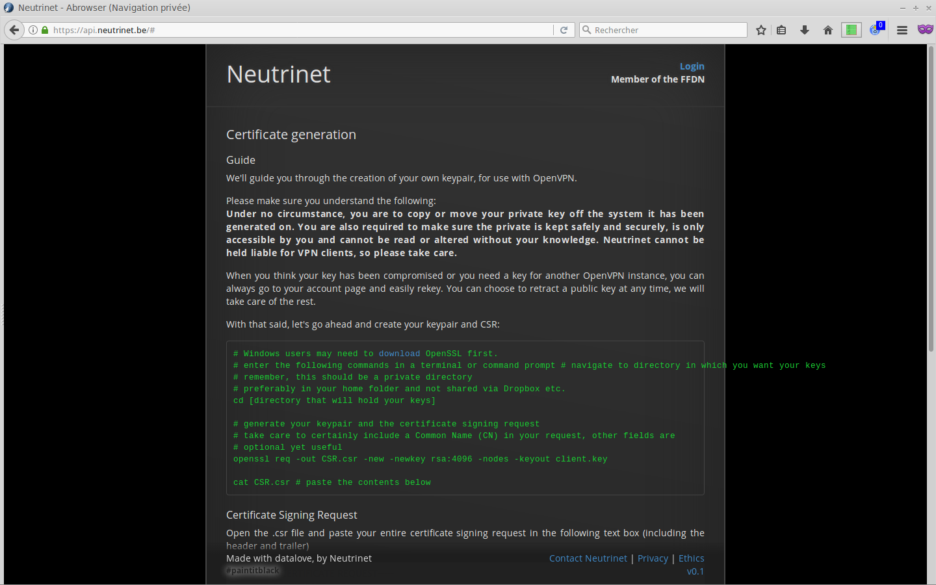 Neutrinet - Abrowser (Navigation privée)
https://api.neutrinet.be/#
Rechercher
0
Neutrinet
Login
Member of the FFDN
Certificate generation
Guide
We'll guide you through the creation of your own keypair, for use with OpenVPN.
Please make sure you understand the following:
Under no circumstance, you are to copy or move your private key off the system it has been
generated on. You are also required to make sure the private is kept safely and securely, is only
accessible by you and cannot be read or altered without your knowledge. Neutrinet cannot be
held liable for VPN clients, so please take care.
When you think your key has been compromised or you need a key for another OpenVPN instance, you can
always go to your account page and easily rekey. You can choose to retract a public key at any time, we will
take care of the rest.
With that said, let's go ahead and create your keypair and CSR:
# Windows users may need to download OpenSSL first.
# enter the following commands in a terminal or command prompt # navigate to directory in which you want your keys
# remember, this should be a private directory
# preferably in your home folder and not shared via Dropbox etc.
cd [directory that will hold your keys]
# generate your keypair and the certificate signing request
# take care to certainly include a Common Name (CN) in your request, other fields are
# optional yet useful
openssl req -out CSR.csr -new -newkey rsa:4096 -nodes -keyout client.key
cat CSR.csr # paste the contents below
Certificate Signing Request
Open the .csr file and paste your entire certificate signing request in the following text box (including the
header and trailer)
Made with datalove, by Neutrinet
Contact Neutrinet | Privacy | Ethics
#paintitblack
v0.1